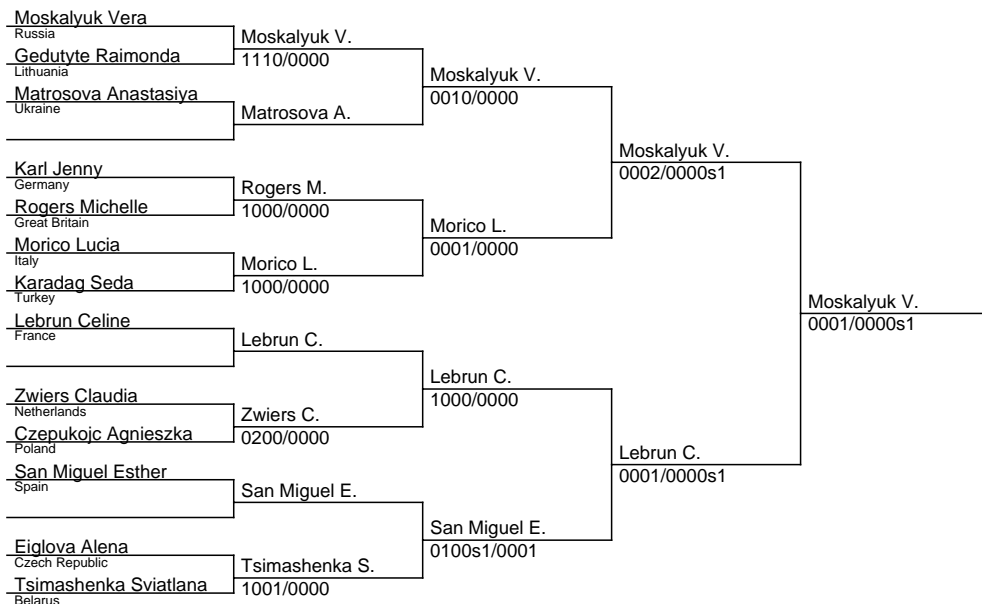 Moskalyuk Vera
Russia
Gedutyte Raimonda
Lithuania
Matrosova Anastasiya
Ukraine
Karl Jenny
Germany
Rogers Michelle
Great Britain
Morico Lucia
Italy
Karadag Seda
Turkey
Lebrun Celine
France
Zwiers Claudia
Netherlands
Czepukojc Agnieszka
Poland
San Miguel Esther
Spain
Eiglova Alena
Czech Republic
Tsimashenka Sviatlana
Belarus
Moskalyuk V.
1110/0000
Matrosova A.
Rogers M.
1000/0000
Morico L.
1000/0000
Lebrun C.
Zwiers C.
0200/0000
San Miguel E.
Tsimashenka S.
1001/0000
Moskalyuk V.
0010/0000
Morico L.
0001/0000
Lebrun C.
1000/0000
San Miguel E.
0100s1/0001
Moskalyuk V.
0002/0000s1
Lebrun C.
0001/0000s1
Moskalyuk V.
0001/0000s1